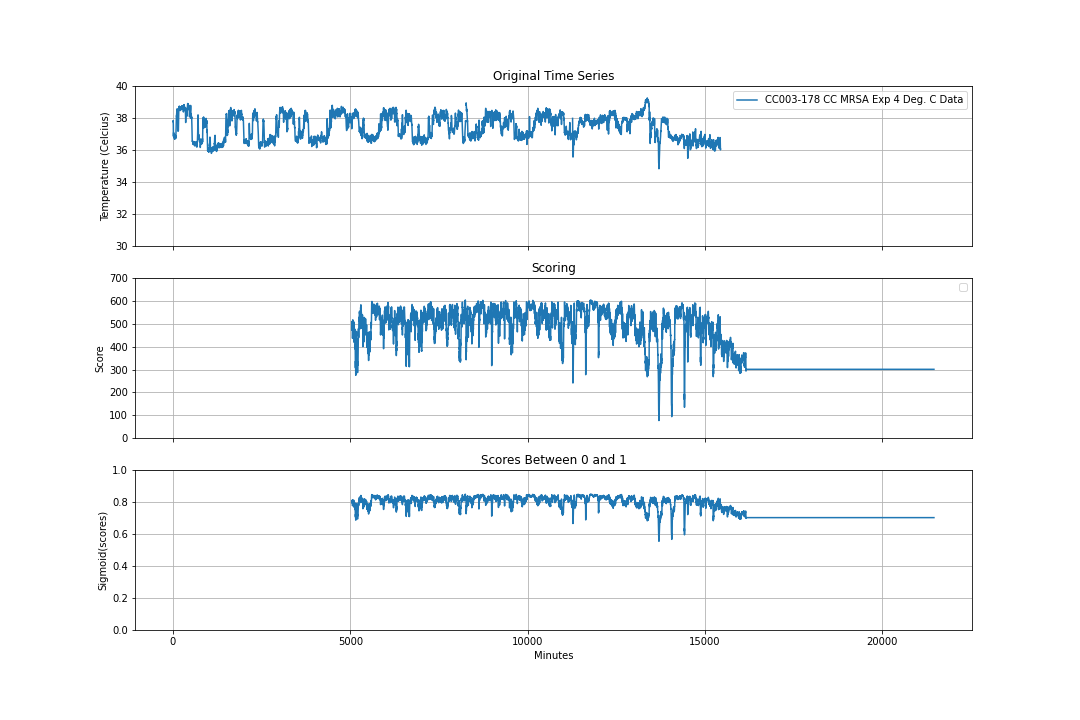 Original Time Series
40
38
36
34
32
30
Temperature (Celcius)
CC003-178 CC MRSA Exp 4 Deg. C Data
Scoring
700
600
500
400
300
200
100
0
Score
Scores Between 0 and 1
1.0
0.8
0.6
0.4
0.2
0.0
Sigmoid(scores)
0 5000 10000 15000 20000
Minutes